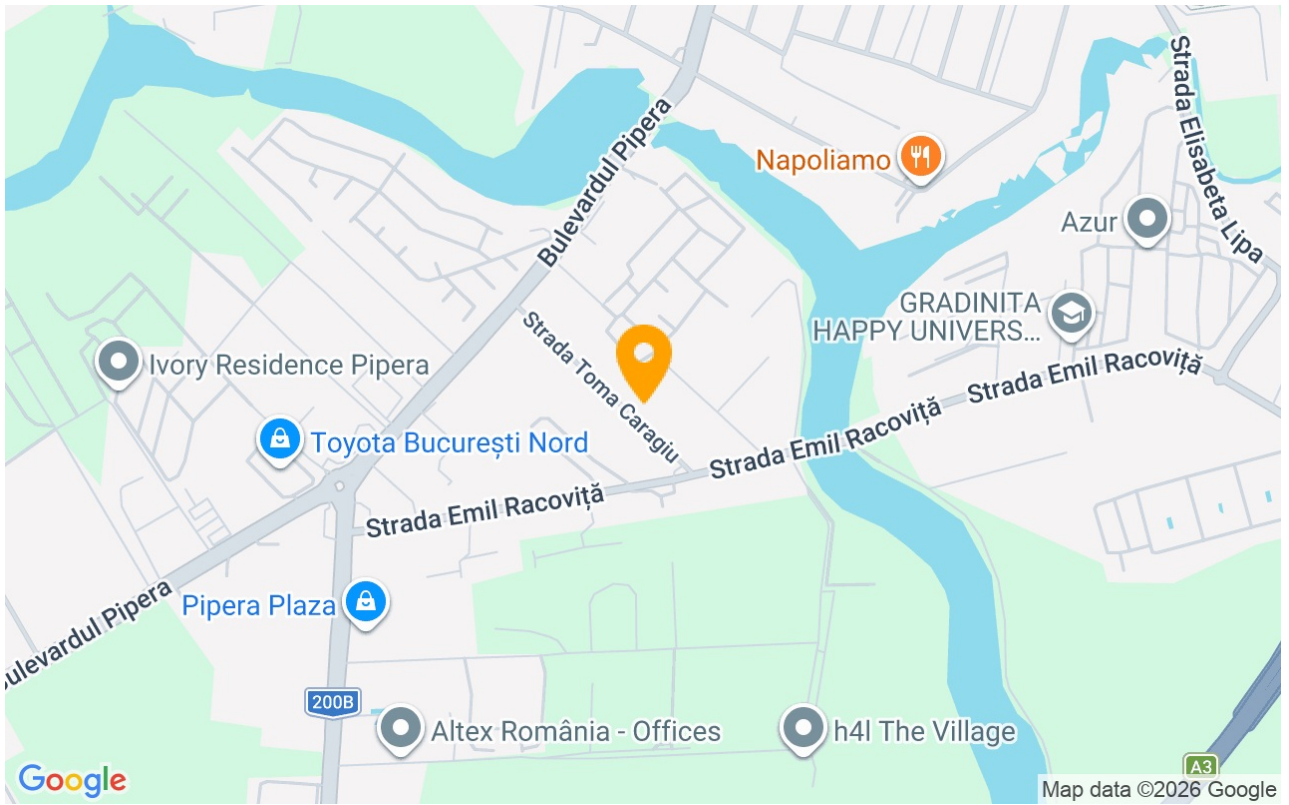 Strada Elisabeta Lipa
Bulevardul Pipera
Napoliamo
Azur
GRADINITA
HAPPY UNIVERS...
Strada Toma Caragiu
Ivory Residence Pipera
Strada Emil Racoviță
Toyota București Nord
Strada Emil Racoviță
Strada Emil Racoviță
Pipera Plaza
ulevardul Pipera
200B
Altex România - Offices
h4l The Village
A3
Google
Map data ©2026 Google